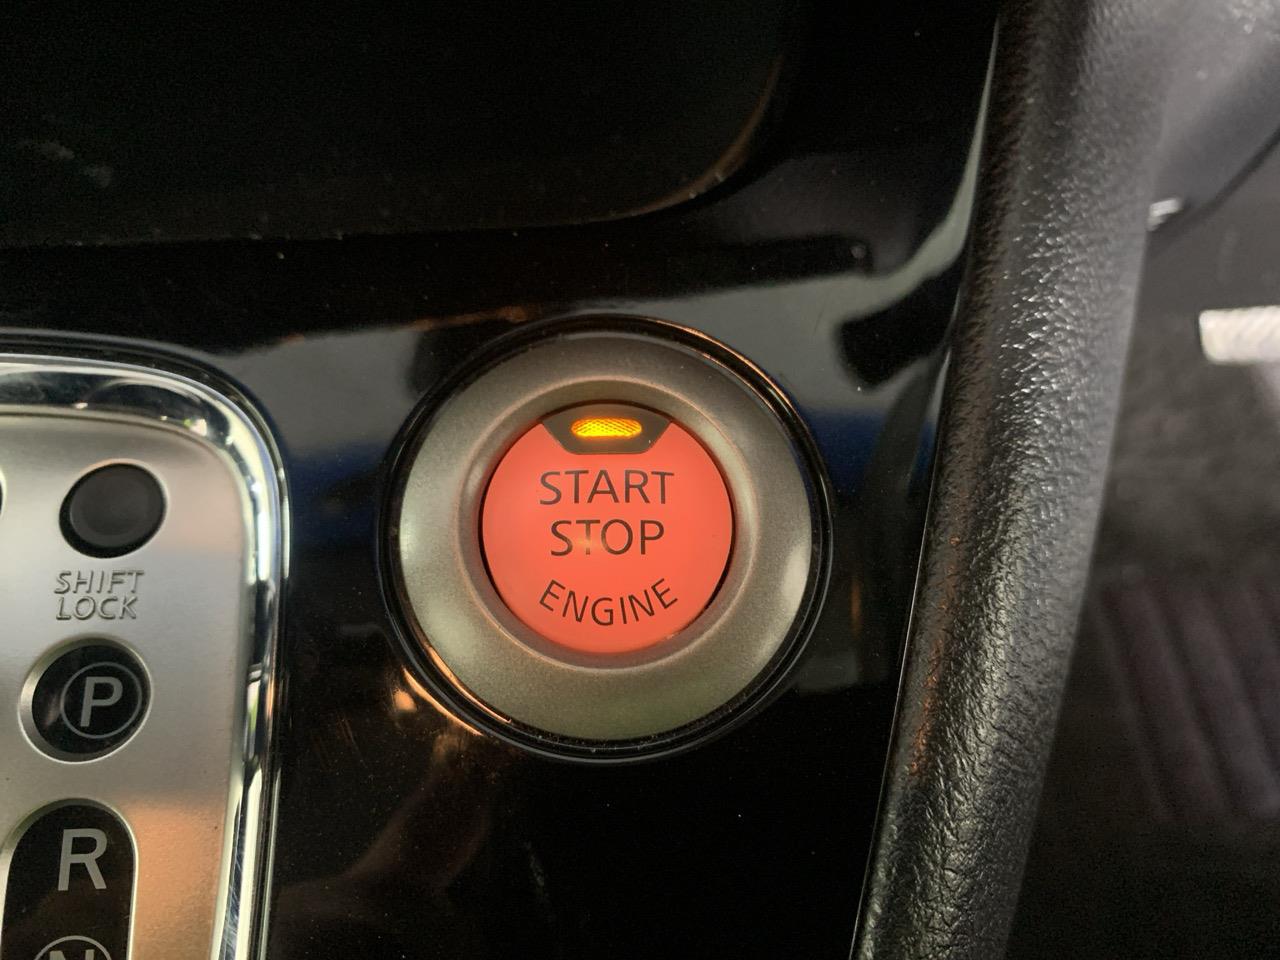 START
STOP
ENGINE
SHIFT
LOCK
P
R
N